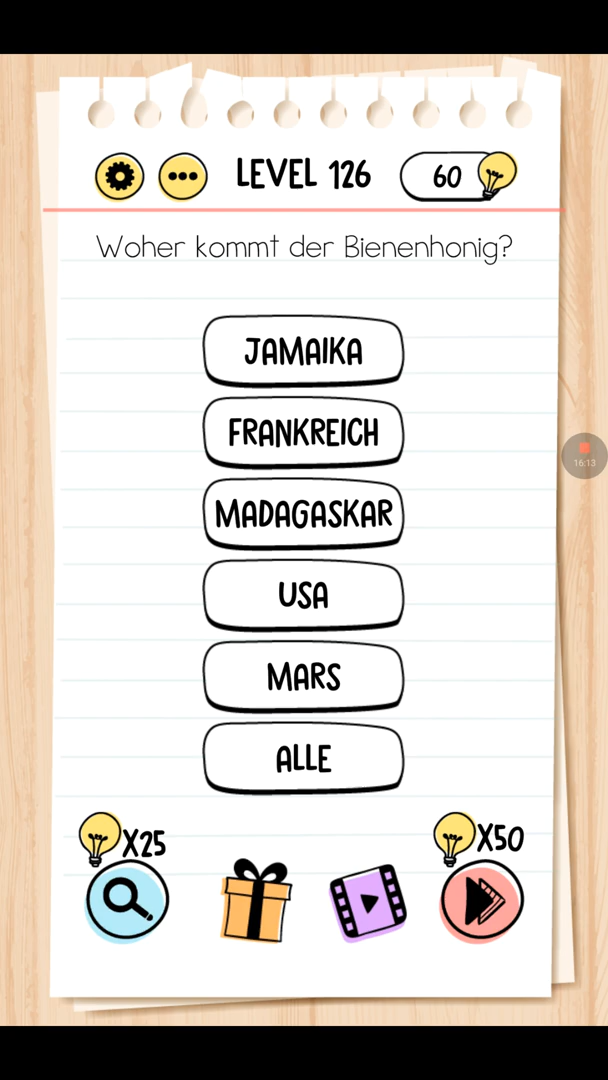 LEVEL 126
60
Woher kommt der Bienenhonig?
JAMAIKA
FRANKREICH
16:13
MADAGASKAR
USA
MARS
ALLE
X25
X50